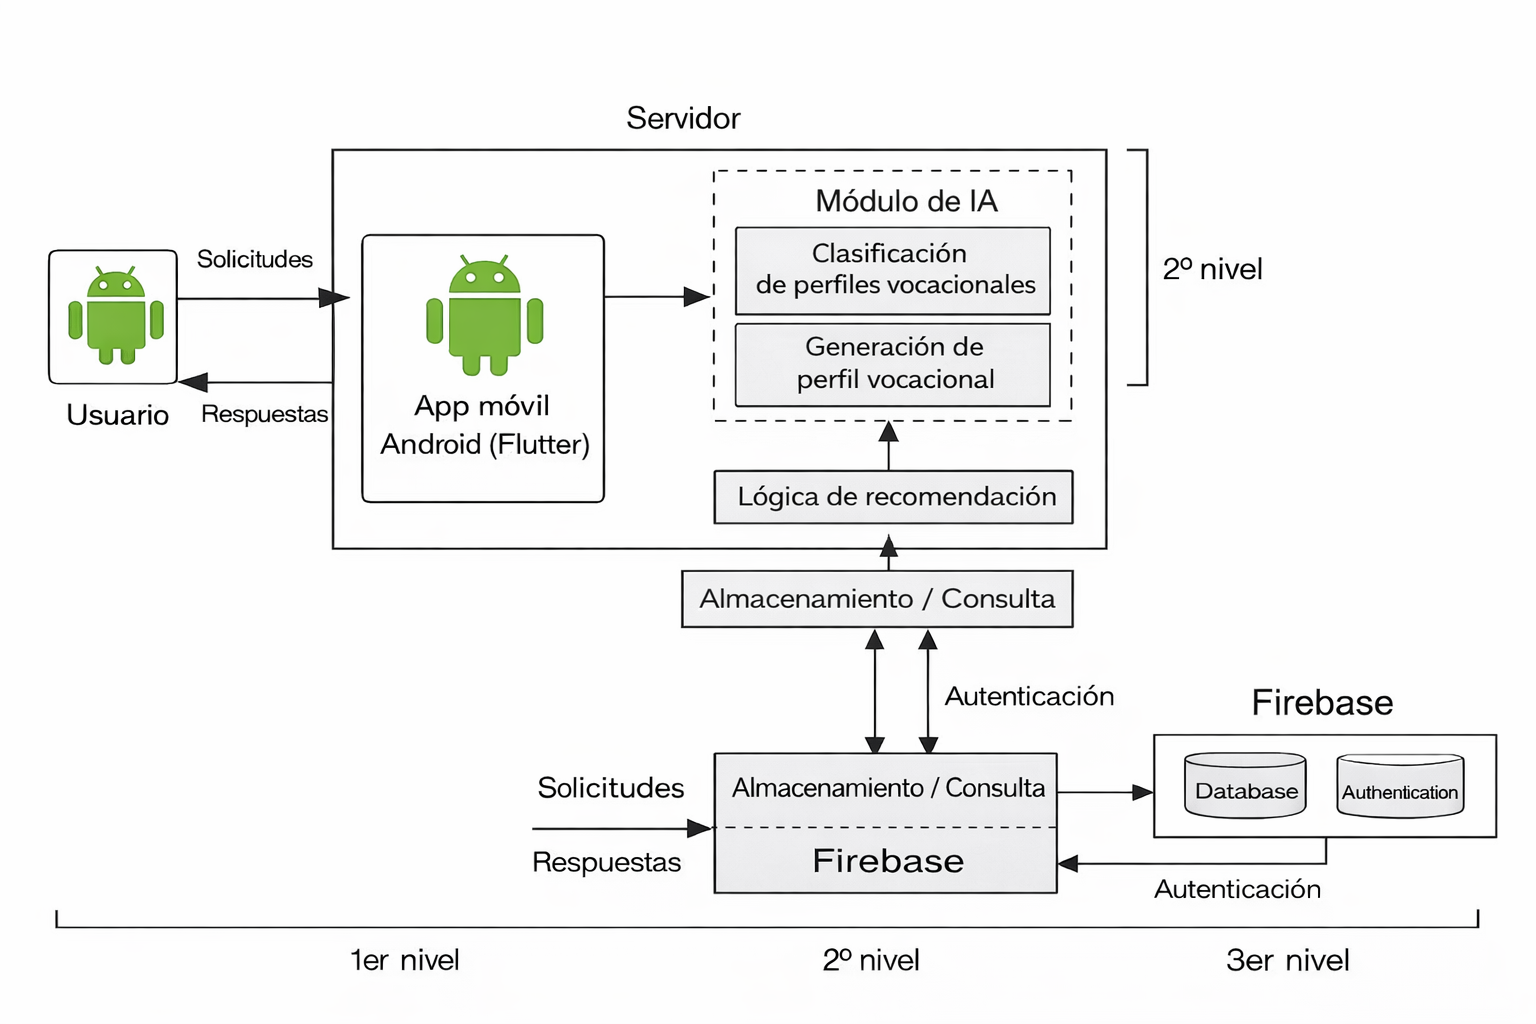 Servidor
Módulo de IA
Clasificación
de perfiles vocacionales
Generación de
perfil vocacional
2º nivel
Solicitudes
Usuario
Respuestas
App móvil
Android (Flutter)
Lógica de recomendación
Almacenamiento / Consulta
Autenticación
Firebase
Solicitudes
Respuestas
Almacenamiento / Consulta
Firebase
Database
Authentication
Autenticación
1er nivel
2º nivel
3er nivel